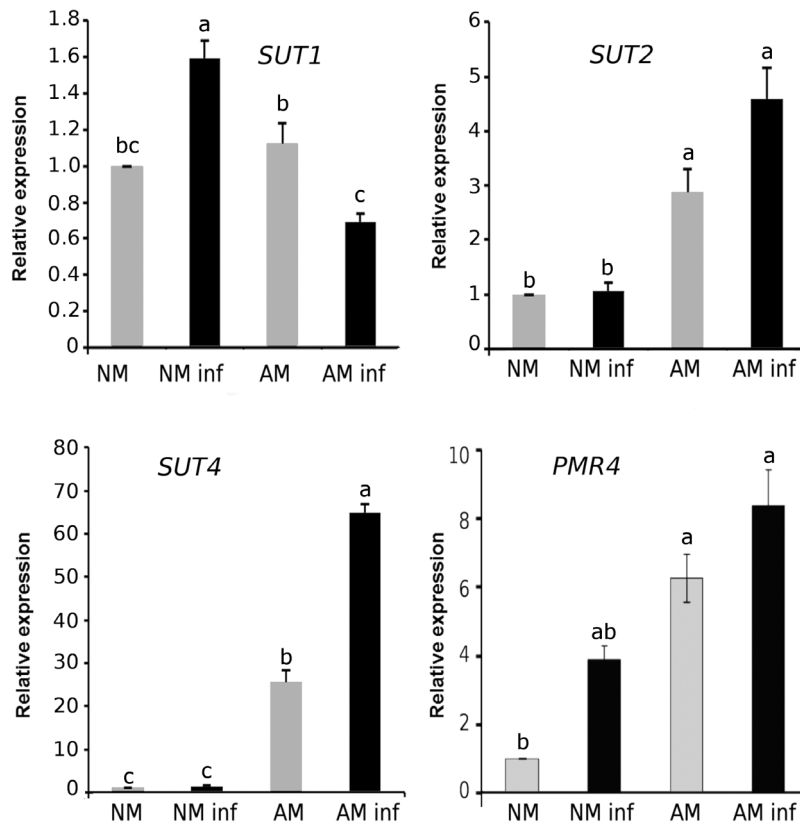 SUT1
Relative expression
1.8
1.6
1.4
1.2
1.0
0.8
0.6
0.4
0.2
0
bc
a
b
c
NM
NM inf
AM
AM inf
SUT2
Relative expression
6
5
4
3
2
1
0
b
b
a
a
NM
NM inf
AM
AM inf
SUT4
Relative expression
80
70
60
50
40
30
20
10
0
c
c
b
a
NM
NM inf
AM
AM inf
PMR4
Relative expression
10
8
6
4
2
0
b
ab
a
a
NM
NM inf
AM
AM inf